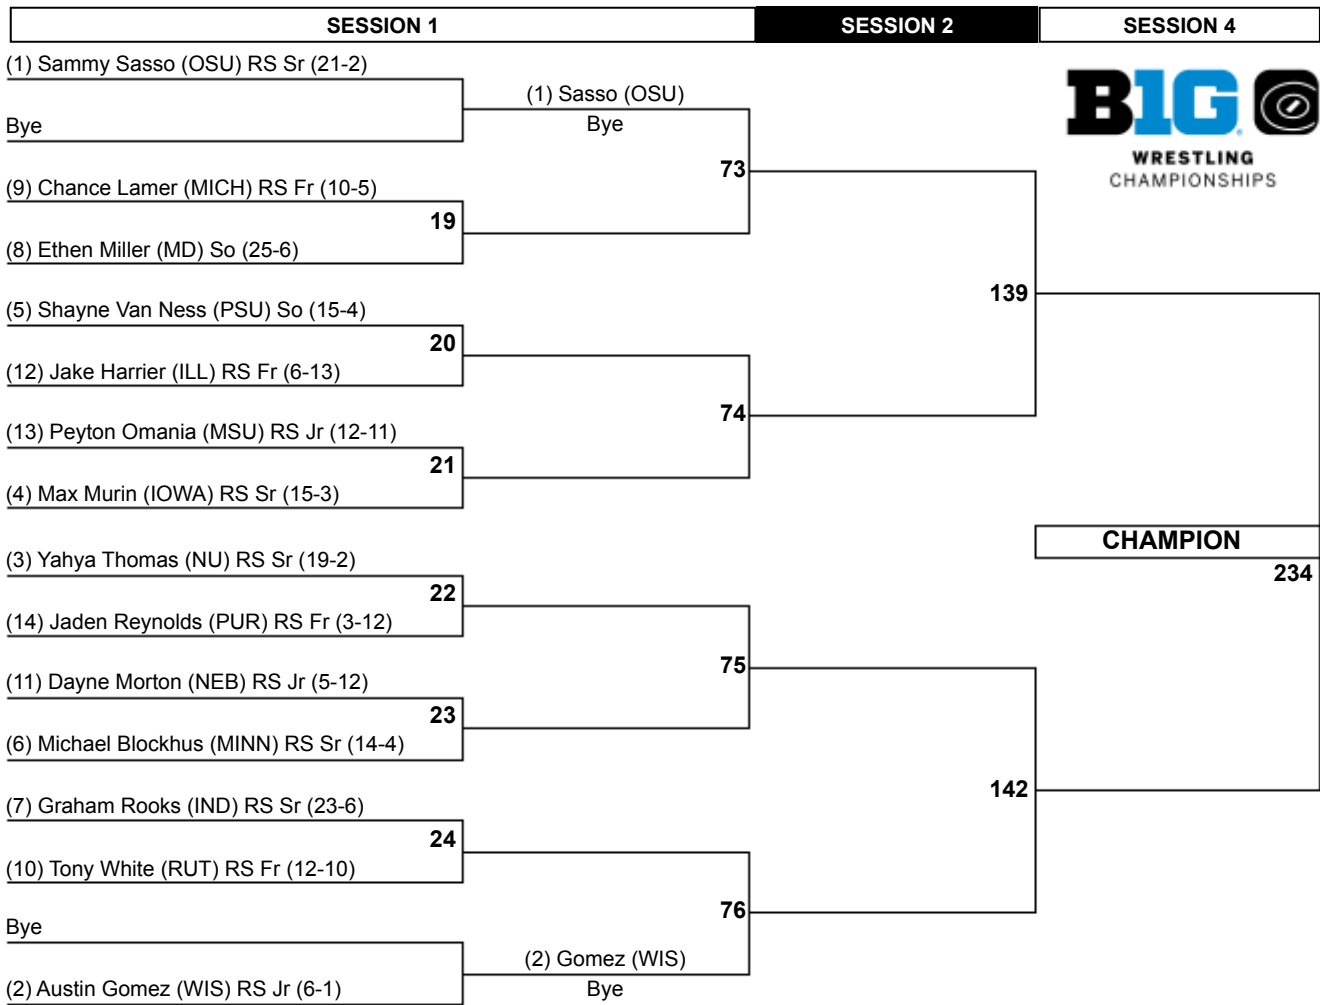 SESSION 1 SESSION 2 SESSION 4
(1) Sammy Sasso (OSU) RS Sr (21-2)
(1) Sasso (OSU)
Bye
Bye
B1G
WRESTLING
CHAMPIONSHIPS
73
(9) Chance Lamer (MICH) RS Fr (10-5)
19
(8) Ethen Miller (MD) So (25-6)
139
(5) Shayne Van Ness (PSU) So (15-4)
20
(12) Jake Harrier (ILL) RS Fr (6-13)
74
(13) Peyton Omania (MSU) RS Jr (12-11)
21
(4) Max Murin (IOWA) RS Sr (15-3)
CHAMPION
234
(3) Yahya Thomas (NU) RS Sr (19-2)
22
(14) Jaden Reynolds (PUR) RS Fr (3-12)
75
(11) Dayne Morton (NEB) RS Jr (5-12)
23
(6) Michael Blockhus (MINN) RS Sr (14-4)
142
(7) Graham Rooks (IND) RS Sr (23-6)
24
(10) Tony White (RUT) RS Fr (12-10)
76
Bye
(2) Gomez (WIS)
Bye
(2) Austin Gomez (WIS) RS Jr (6-1)